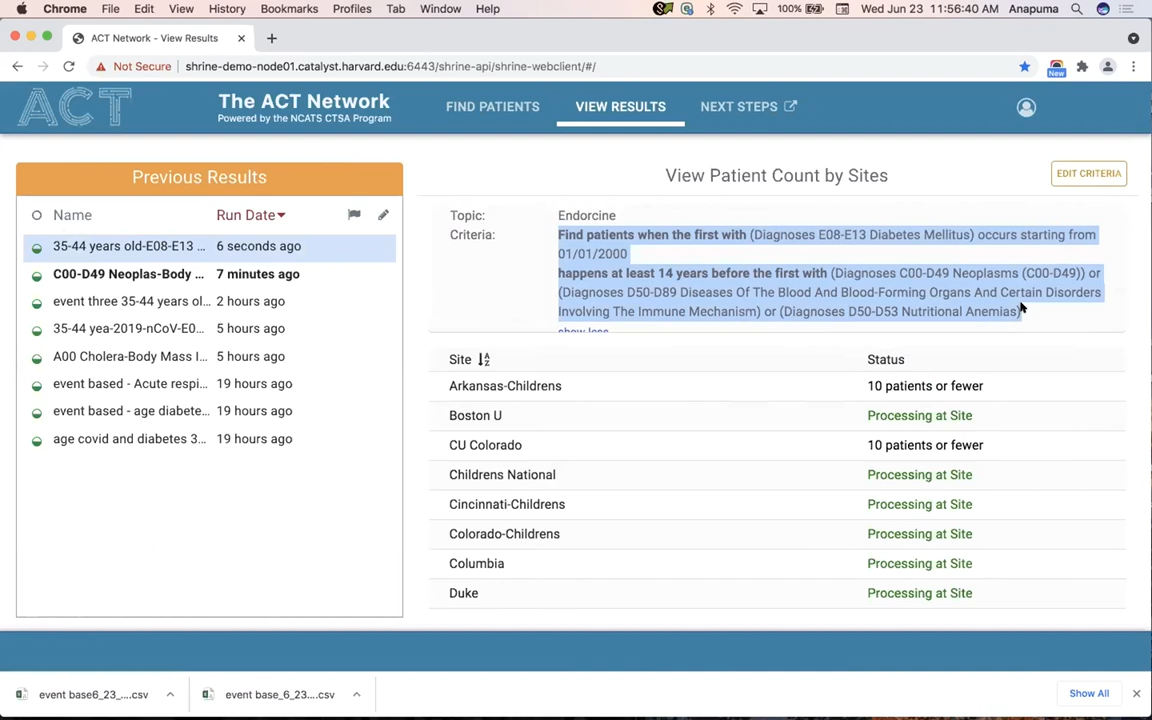 Chrome File Edit View History Bookmarks Profiles Tab Window Help 100% Wed Jun 23 11:56:40 AM Anapuma
ACT Network - View Results
Not Secure shrine-demo-node01.catalyst.harvard.edu:6443/shrine-api/shrine-webclient/#/
New
ACT The ACT Network FIND PATIENTS VIEW RESULTS NEXT STEPS
Powered by the NCATS CTSA Program
Previous Results
Name Run Date
35-44 years old-E08-E13 ... 6 seconds ago
C00-D49 Neoplas-Body ... 7 minutes ago
event three 35-44 years ol... 2 hours ago
35-44 yea-2019-nCoV-E0... 5 hours ago
A00 Cholera-Body Mass I... 5 hours ago
event based - Acute respi... 19 hours ago
event based - age diabete... 19 hours ago
age covid and diabetes 3... 19 hours ago
View Patient Count by Sites EDIT CRITERIA
Topic: Endorcine
Criteria: Find patients when the first with (Diagnoses E08-E13 Diabetes Mellitus) occurs starting from
01/01/2000
happens at least 14 years before the first with (Diagnoses C00-D49 Neoplasms (C00-D49)) or
(Diagnoses D50-D89 Diseases Of The Blood And Blood-Forming Organs And Certain Disorders
Involving The Immune Mechanism) or (Diagnoses D50-D53 Nutritional Anemias)
show less
Site Status
Arkansas-Childrens 10 patients or fewer
Boston U Processing at Site
CU Colorado 10 patients or fewer
Childrens National Processing at Site
Cincinnati-Childrens Processing at Site
Colorado-Childrens Processing at Site
Columbia Processing at Site
Duke Processing at Site
event base6_23_....csv event base_6_23....csv Show All